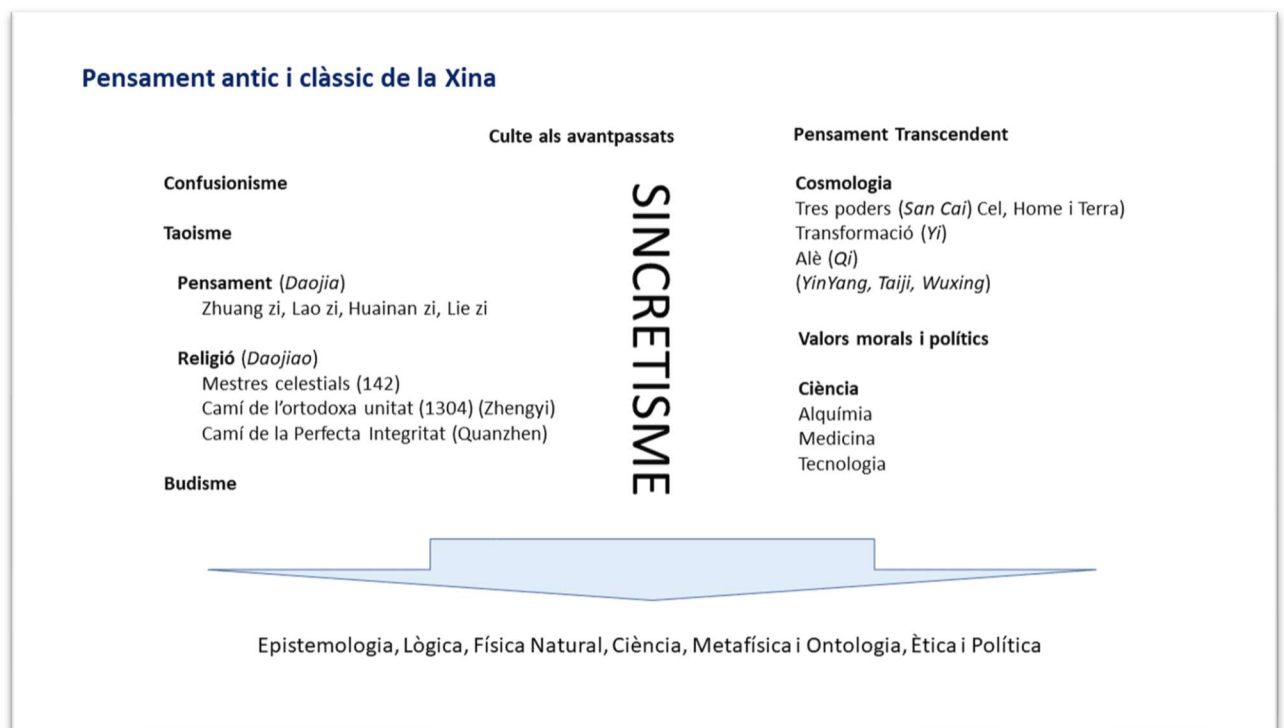 Pensament antic i clàssic de la Xina
Culte als avantpassats
Confusionisme
Taoisme
Pensament (Daojia)
Zhuang zi, Lao zi, Huainan zi, Lie zi
Religió (Daojiao)
Mestres celestials (142)
Camí de l'ortodoxa unitat (1304) (Zhengyi)
Camí de la Perfecta Integritat (Quanzhen)
Budisme
SINCRETISME
Pensament Transcendent
Cosmologia
Tres poders (San Cai) Cel, Home i Terra)
Transformació (Yi)
Alè (Qi)
(YinYang, Taiji, Wuxing)
Valors morals i polítics
Ciència
Alquímia
Medicina
Tecnologia
Epistemologia, Lògica, Física Natural, Ciència, Metafísica i Ontologia, Ètica i Política